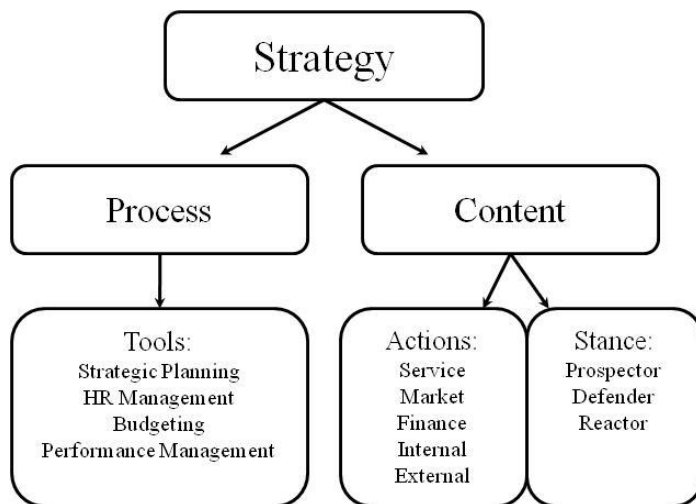 Strategy
Process
Content
Tools:
Strategic Planning
HR Management
Budgeting
Performance Management
Actions:
Service
Market
Finance
Internal
External
Stance:
Prospector
Defender
Reactor